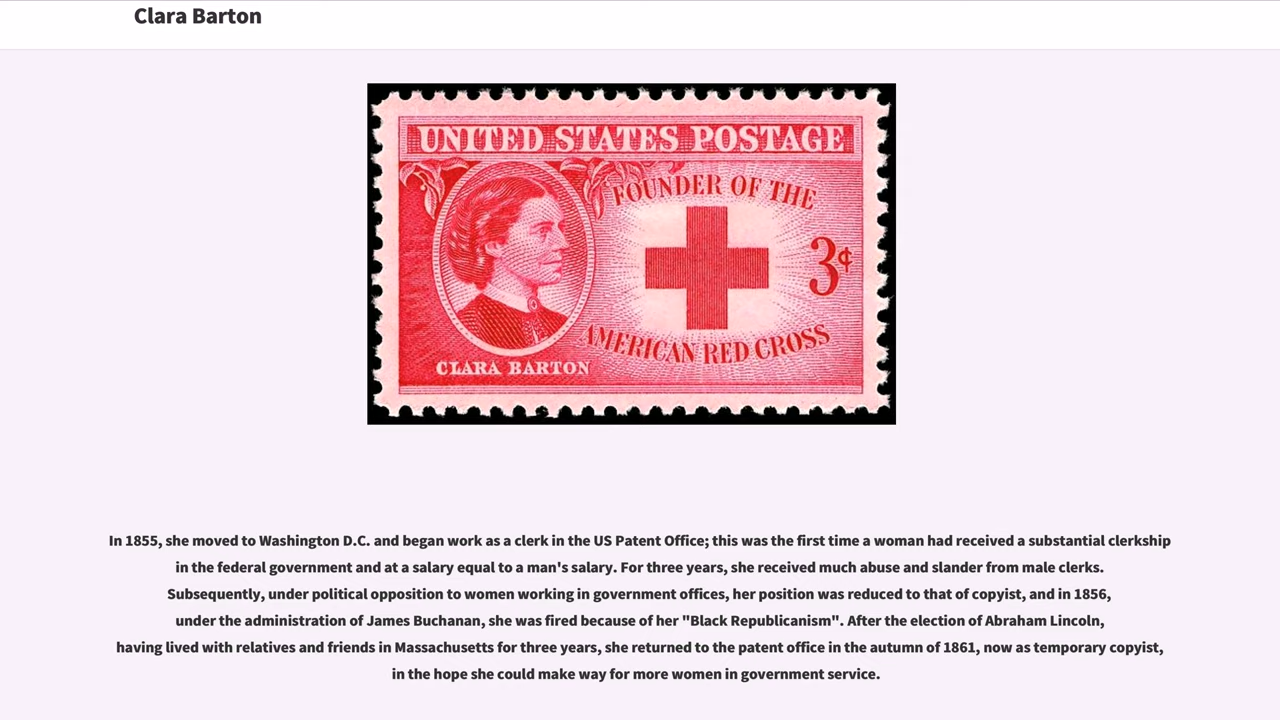 Clara Barton
UNITED STATES POSTAGE
FOUNDER OF THE
3¢
AMERICAN RED CROSS
CLARA BARTON
In 1855, she moved to Washington D.C. and began work as a clerk in the US Patent Office; this was the first time a woman had received a substantial clerkship
in the federal government and at a salary equal to a man's salary. For three years, she received much abuse and slander from male clerks.
Subsequently, under political opposition to women working in government offices, her position was reduced to that of copyist, and in 1856,
under the administration of James Buchanan, she was fired because of her "Black Republicanism". After the election of Abraham Lincoln,
having lived with relatives and friends in Massachusetts for three years, she returned to the patent office in the autumn of 1861, now as temporary copyist,
in the hope she could make way for more women in government service.